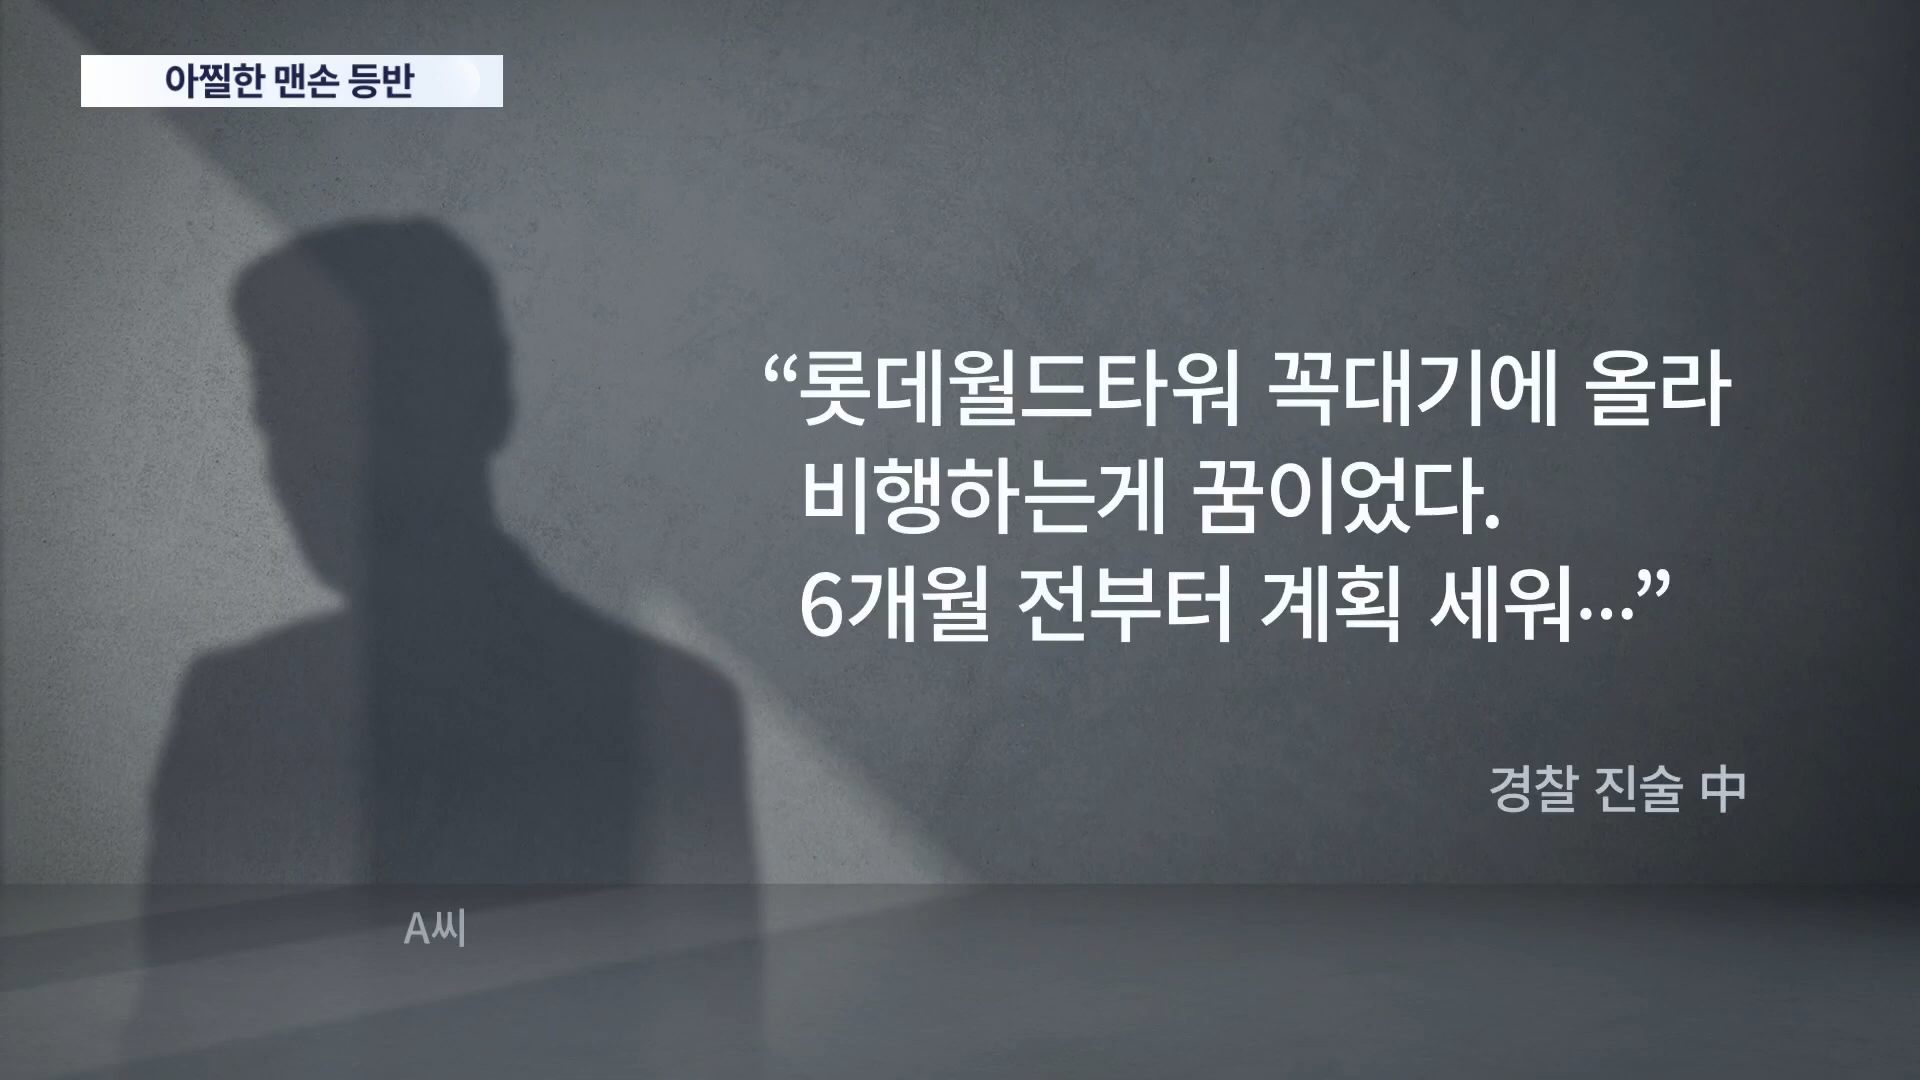 아찔한 맨손 등반
“롯데월드타워 꼭대기에 올라
비행하는게 꿈이었다.
6개월 전부터 계획 세워…”
경찰 진술 中
A씨